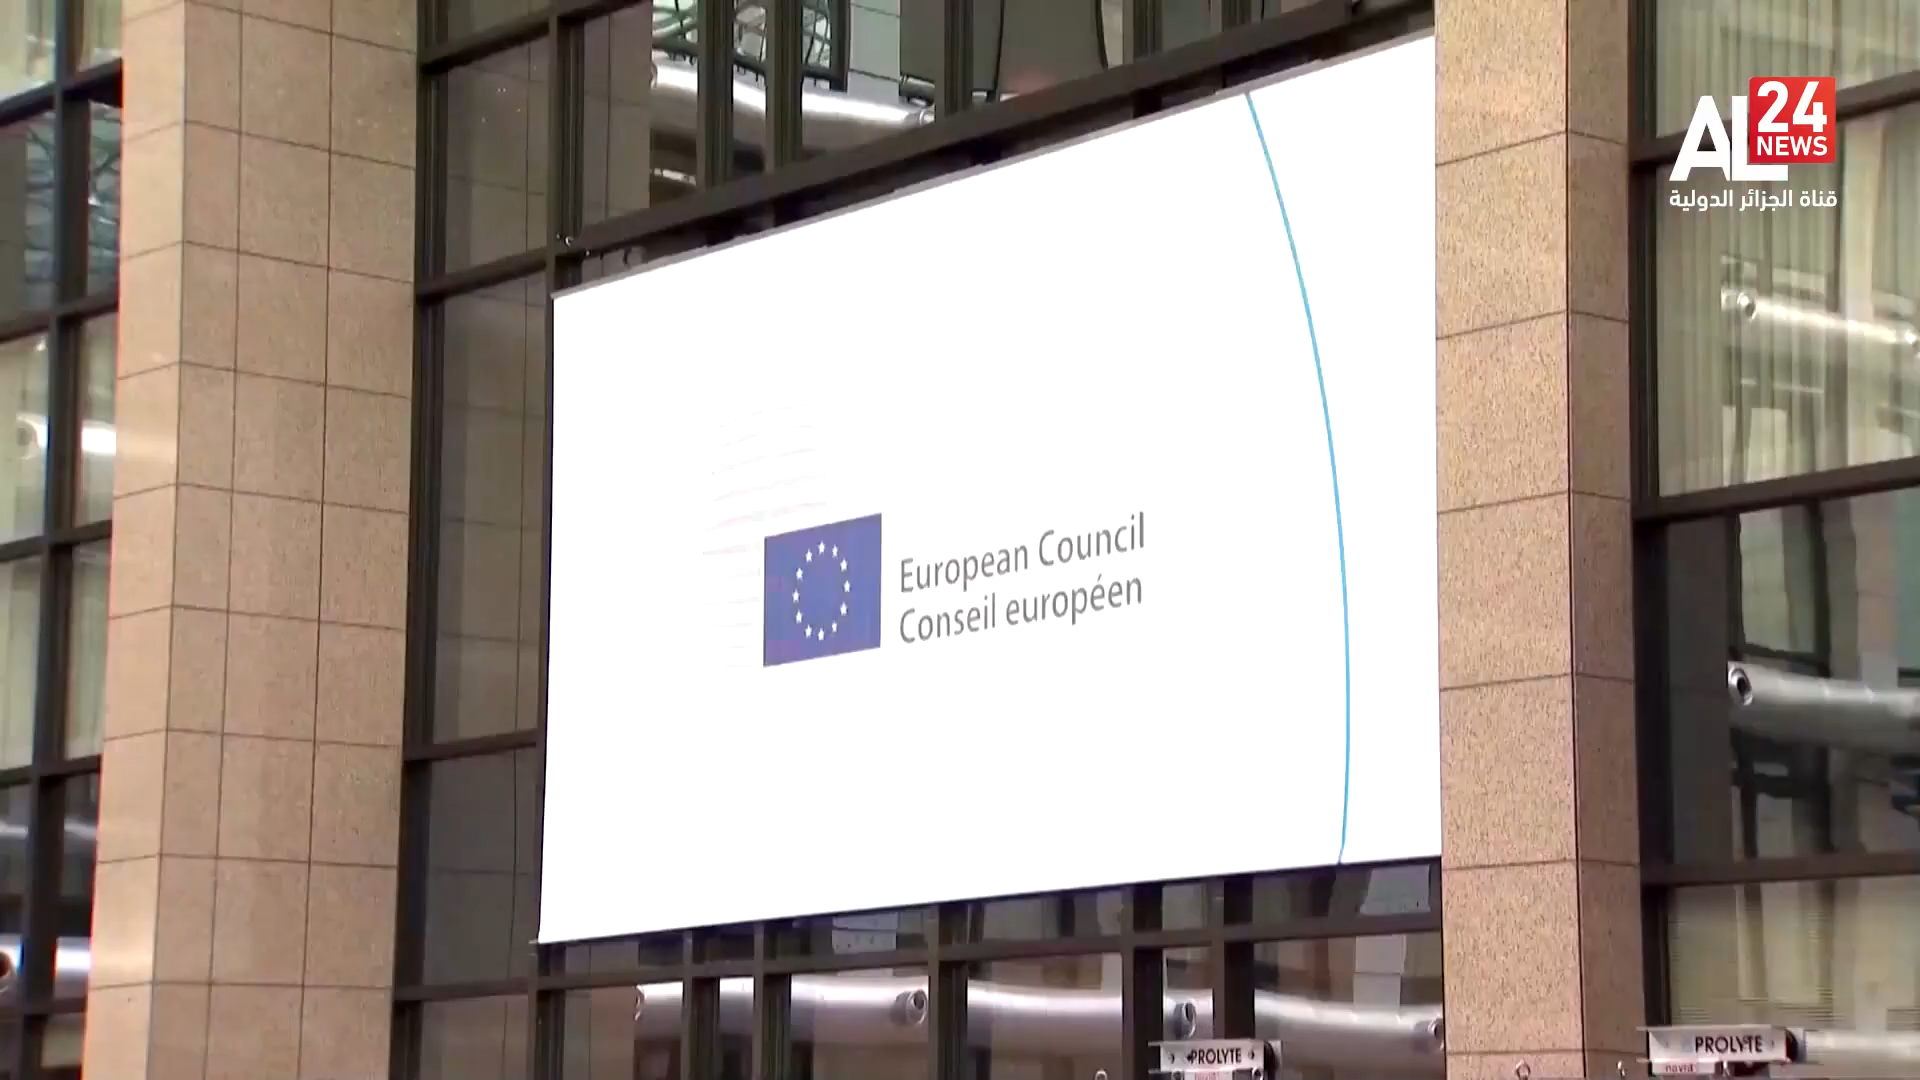 AL
24
NEWS
قناة الجزائر الدولية
European Council
Conseil européen
PROLYTE
PROLYTE